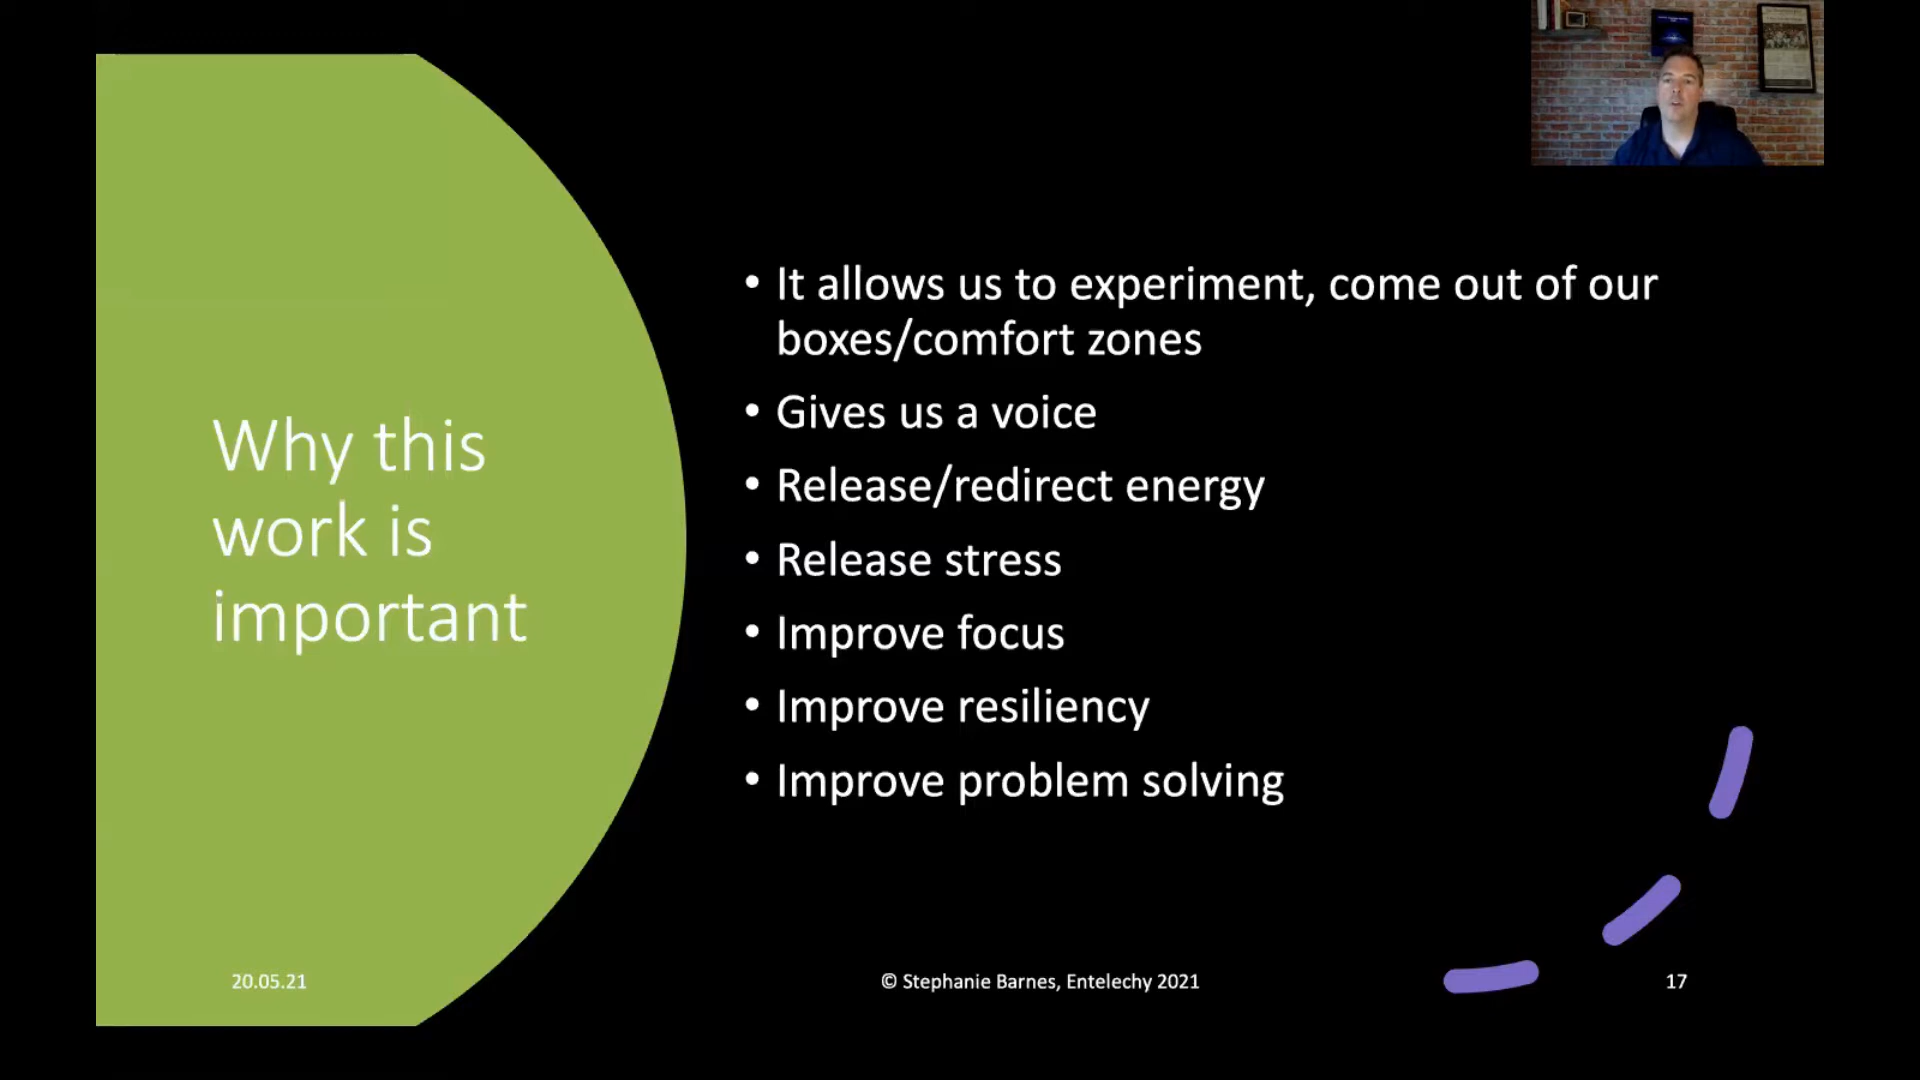 Why this
work is
important
• It allows us to experiment, come out of our
boxes/comfort zones
• Gives us a voice
• Release/redirect energy
• Release stress
• Improve focus
• Improve resiliency
• Improve problem solving
20.05.21
© Stephanie Barnes, Entelechy 2021
17